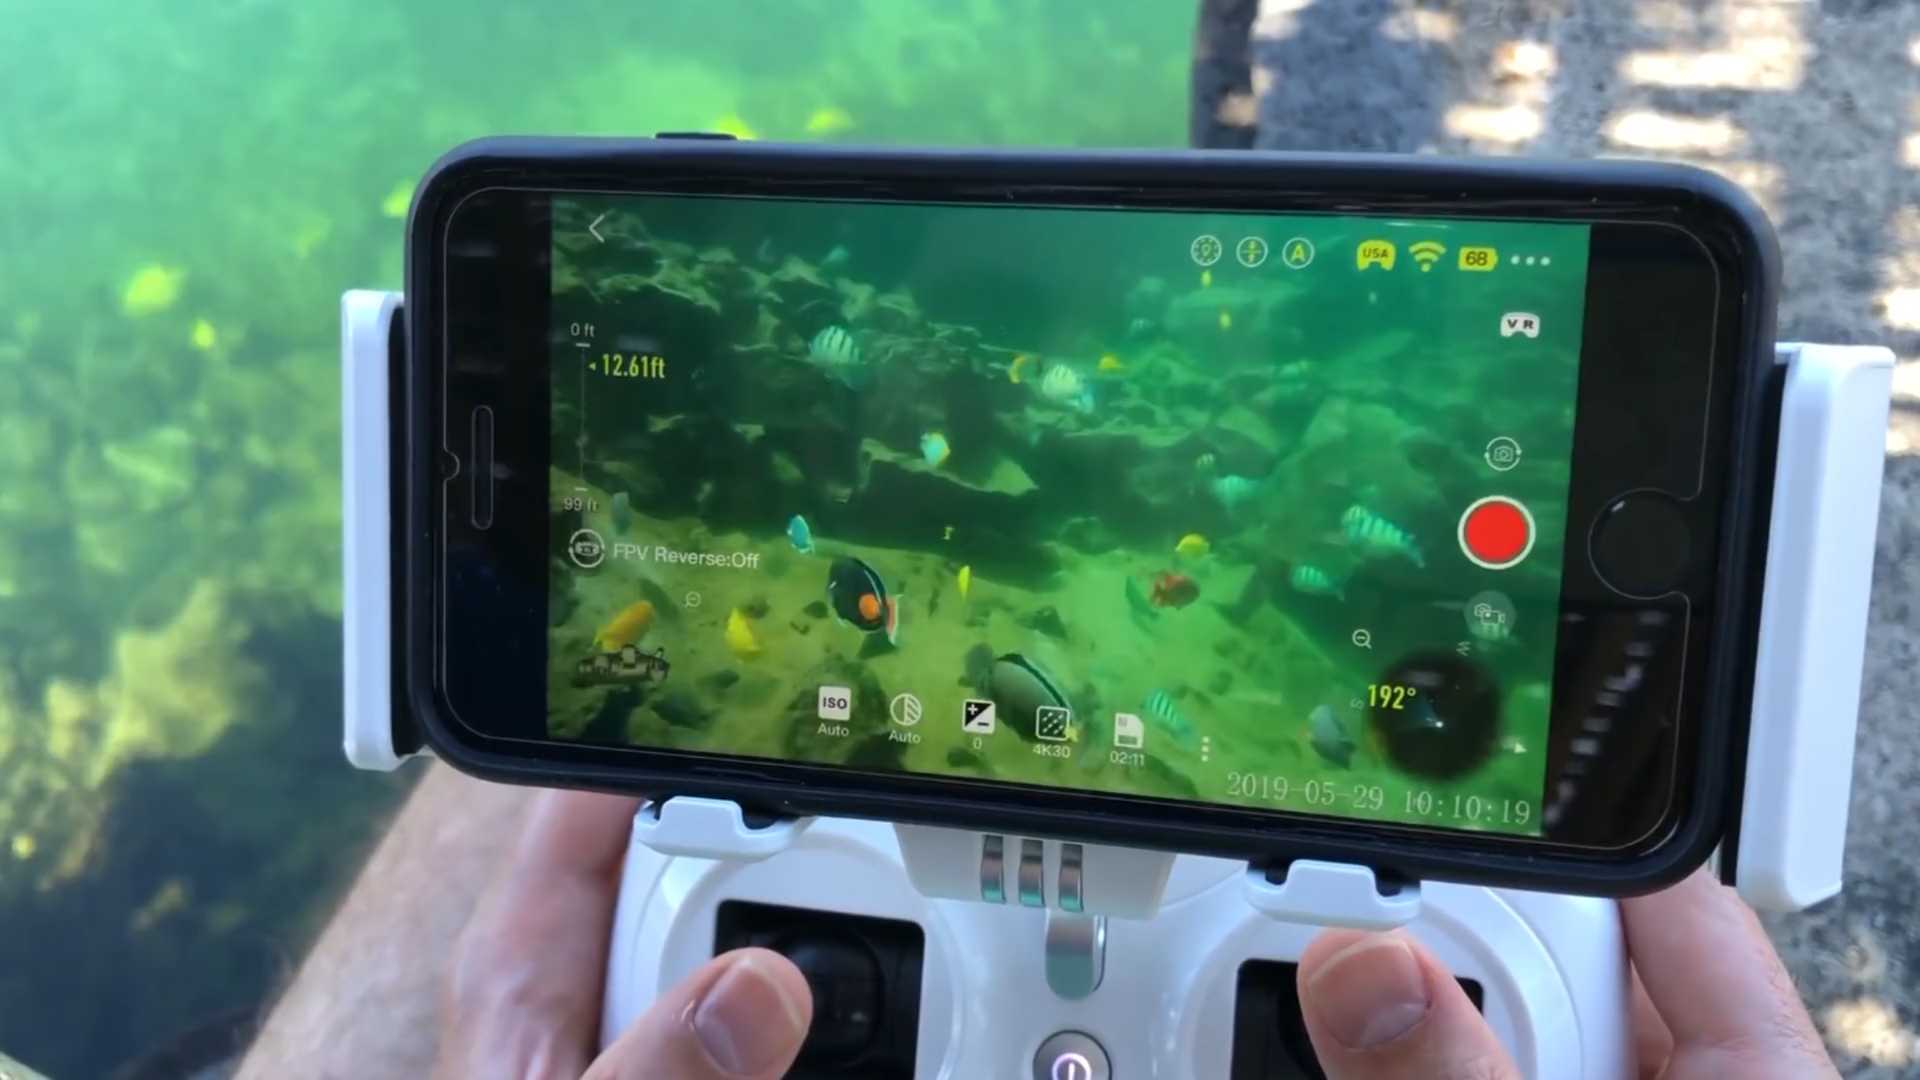 USA
68
VR
0 ft
12.61ft
99 ft
FPV Reverse:Off
W
S
192°
ISO
Auto
Auto
0
4K30
02:11
A
2019-05-29 10:10:19